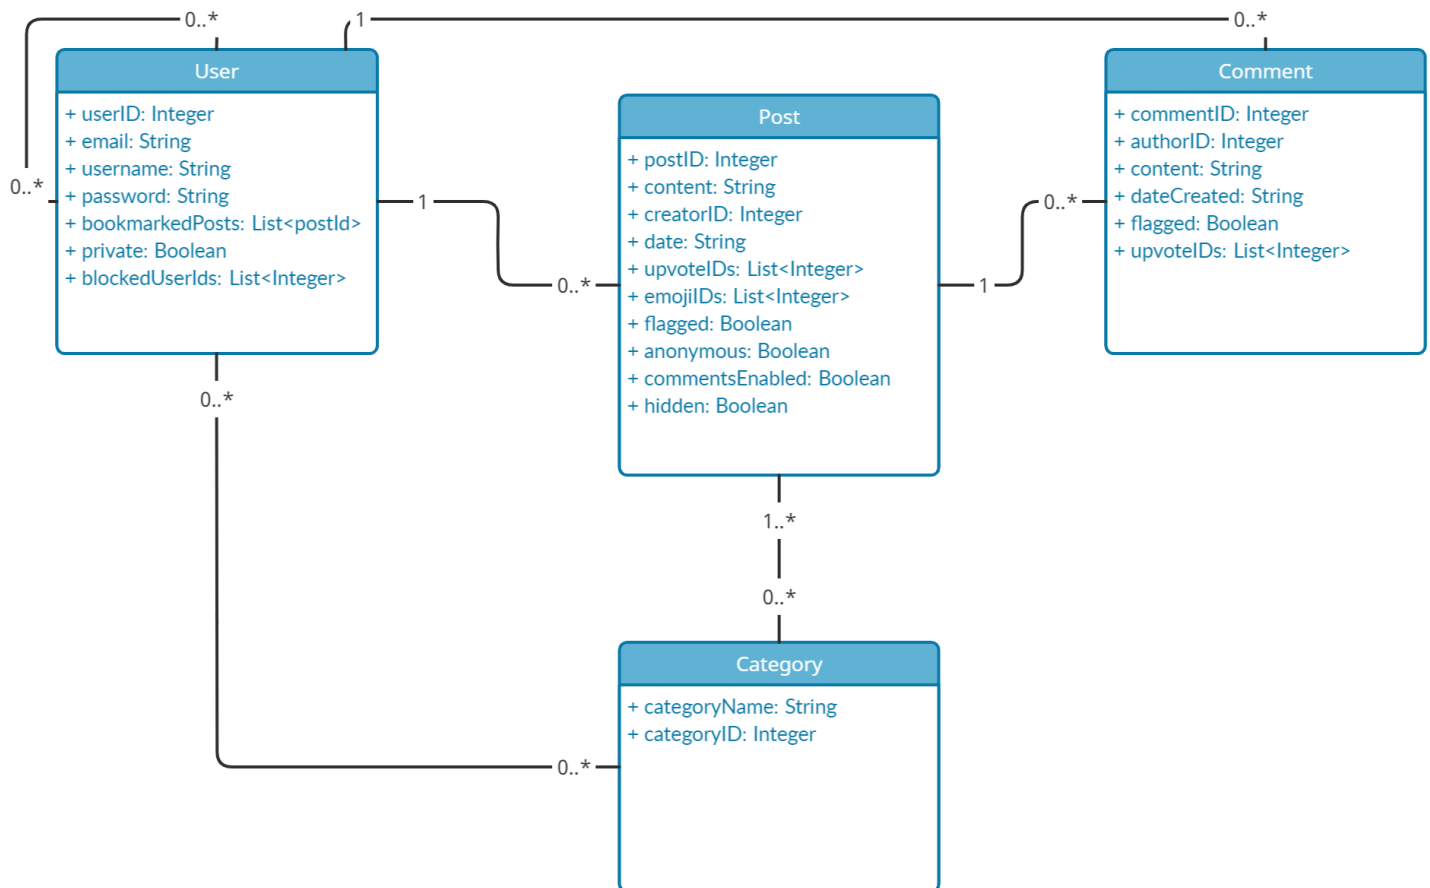 0..*
1
0..*
User
+ userID: Integer
+ email: String
+ username: String
+ password: String
+ bookmarkedPosts: List<postId>
+ private: Boolean
+ blockedUserIds: List<Integer>
0..*
1
0..*
Post
+ postID: Integer
+ content: String
+ creatorID: Integer
+ date: String
+ upvoteIDs: List<Integer>
+ emojiIDs: List<Integer>
+ flagged: Boolean
+ anonymous: Boolean
+ commentsEnabled: Boolean
+ hidden: Boolean
1
0..*
Comment
+ commentID: Integer
+ authorID: Integer
+ content: String
+ dateCreated: String
+ flagged: Boolean
+ upvoteIDs: List<Integer>
0..*
1..*
0..*
Category
+ categoryName: String
+ categoryID: Integer
0..*